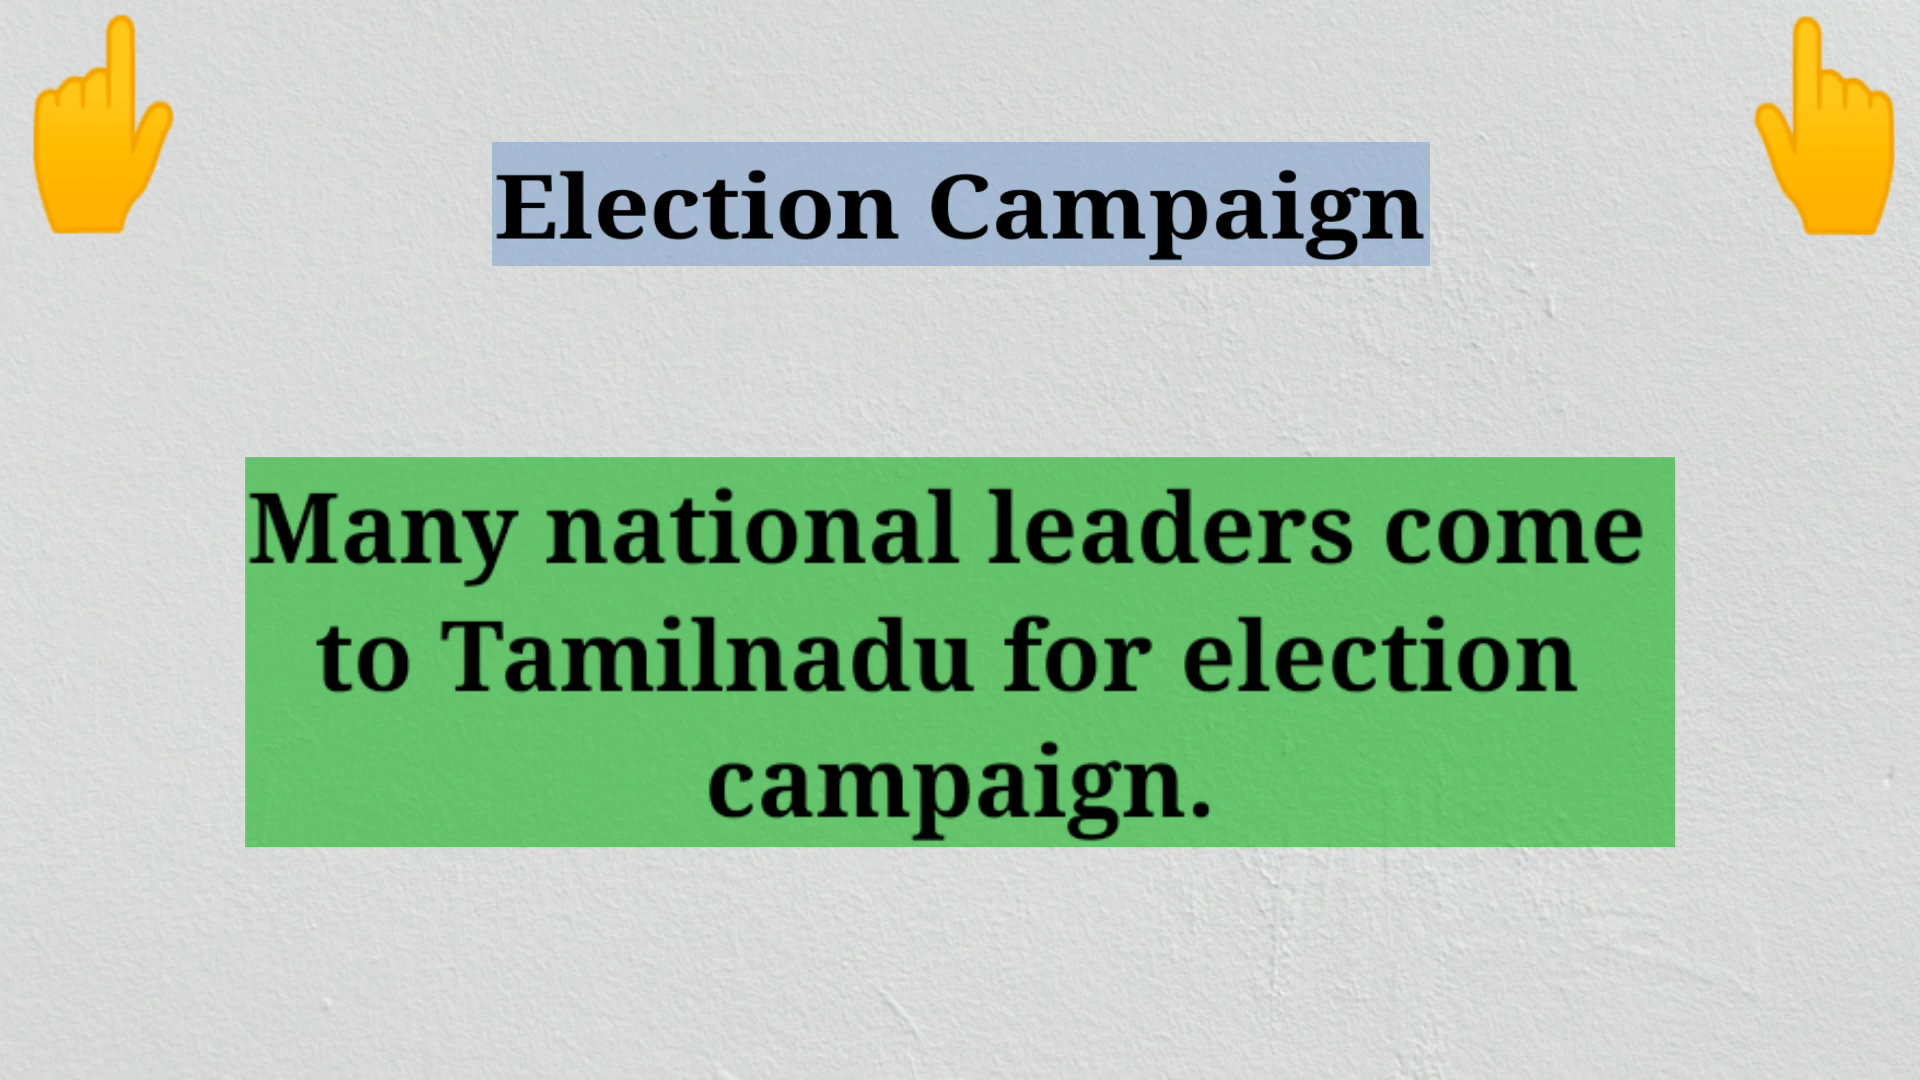 Election Campaign
Many national leaders come
to Tamilnadu for election
campaign.